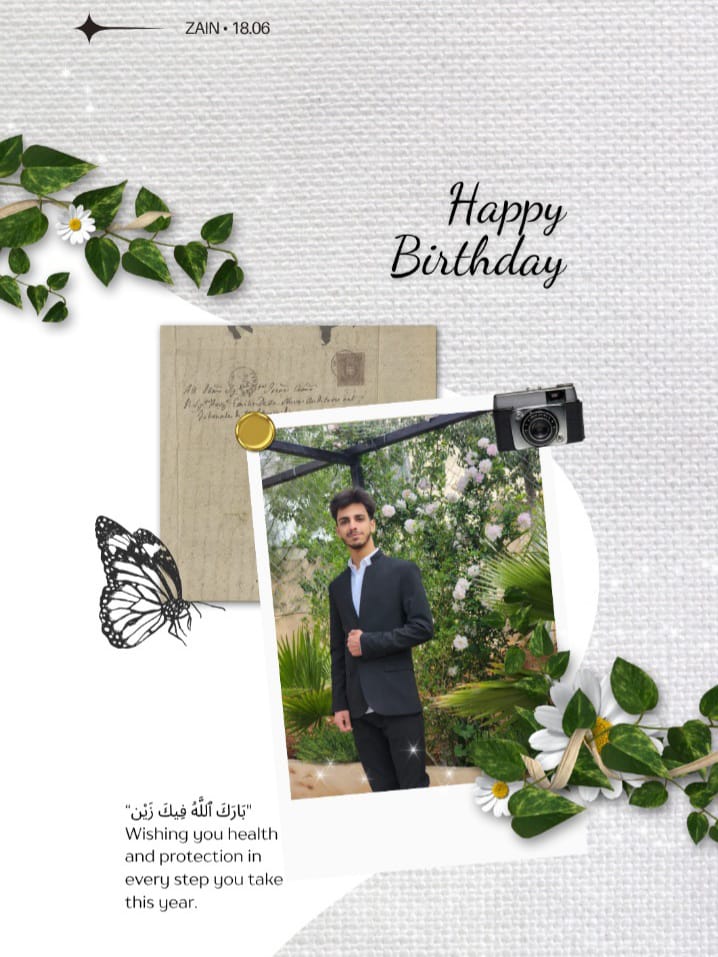 ZAIN • 18.06
Happy
Birthday
"بَارَكَ ٱللَّهُ فِيكَ زَيْن"
Wishing you health
and protection in
every step you take
this year.